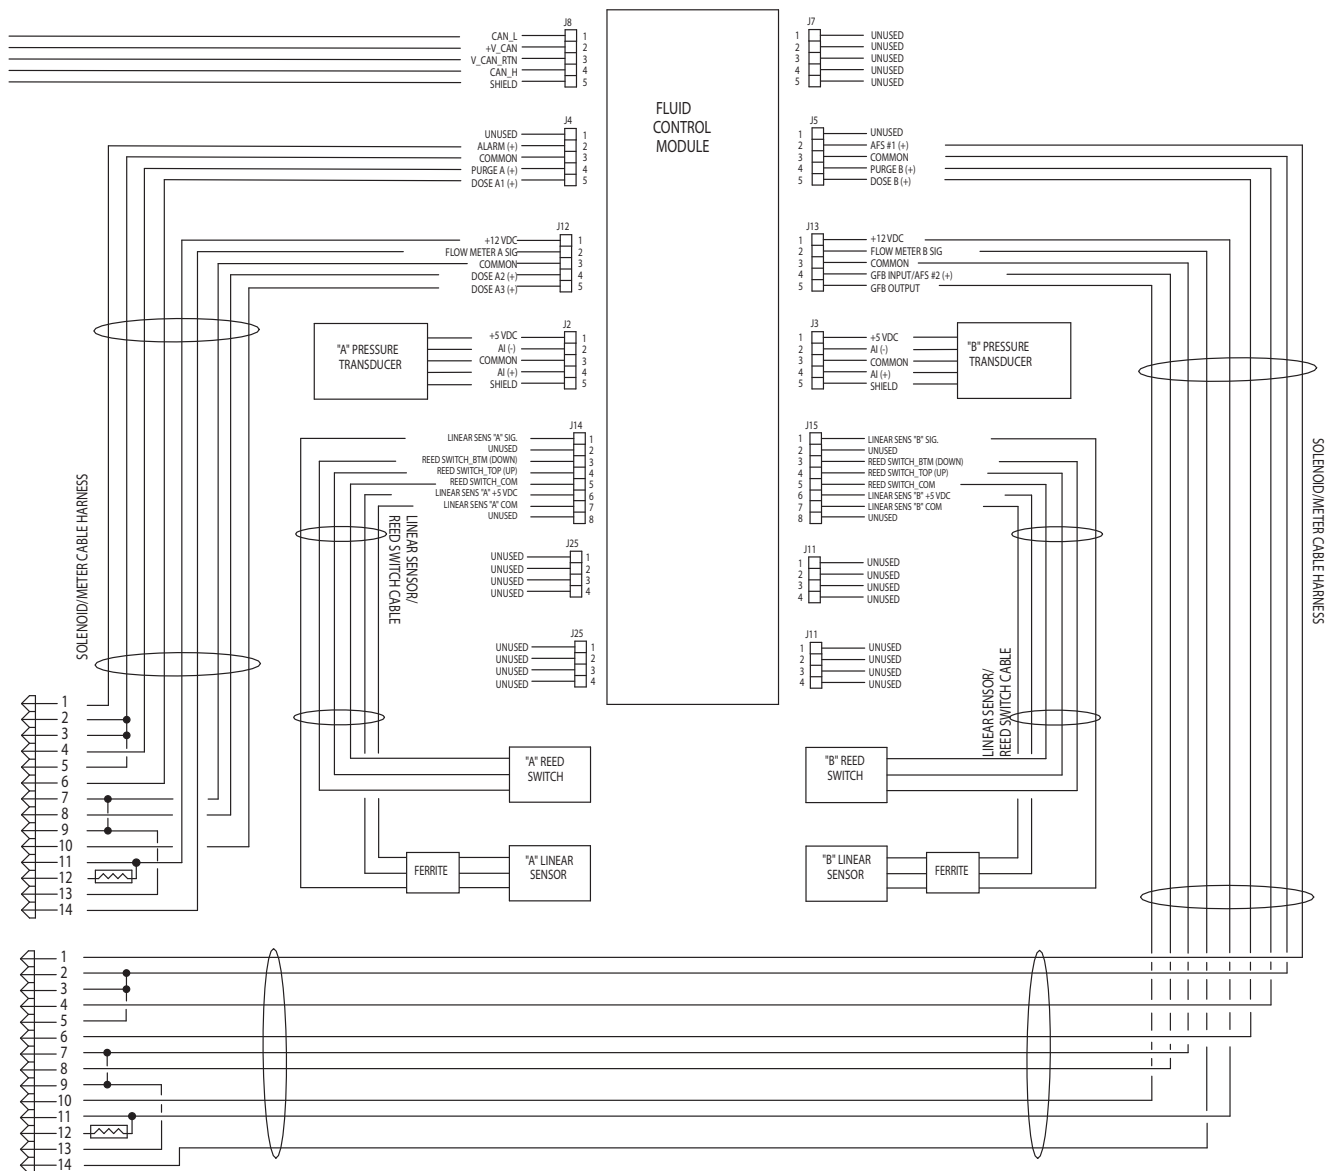 J8
CAN_L 1
+V_CAN 2
V_CAN_RTN 3
CAN_H 4
SHIELD 5
J4
UNUSED 1
ALARM (+) 2
COMMON 3
PURGE A (+) 4
DOSE A1 (+) 5
J12
+12 VDC 1
FLOW METER A SIG 2
COMMON 3
DOSE A2 (+) 4
DOSE A3 (+) 5
J2
+5 VDC 1
AI (-) 2
COMMON 3
AI (+) 4
SHIELD 5
"A" PRESSURE
TRANSDUCER
J14
LINEAR SENS "A" SIG. 1
UNUSED 2
REED SWITCH_BTM (DOWN) 3
REED SWITCH_TOP (UP) 4
REED SWITCH_COM 5
LINEAR SENS "A" +5 VDC 6
LINEAR SENS "A" COM 7
UNUSED 8
J25
UNUSED 1
UNUSED 2
UNUSED 3
UNUSED 4
J25
UNUSED 1
UNUSED 2
UNUSED 3
UNUSED 4
FLUID
CONTROL
MODULE
J7
1 UNUSED
2 UNUSED
3 UNUSED
4 UNUSED
5 UNUSED
J5
1 UNUSED
2 AFS #1 (+)
3 COMMON
4 PURGE B (+)
5 DOSE B (+)
J13
1 +12 VDC
2 FLOW METER B SIG
3 COMMON
4 GFB INPUT/AFS #2 (+)
5 GFB OUTPUT
J3
1 +5 VDC
2 AI (-)
3 COMMON
4 AI (+)
5 SHIELD
"B" PRESSURE
TRANSDUCER
J15
1 LINEAR SENS "B" SIG.
2 UNUSED
3 REED SWITCH_BTM (DOWN)
4 REED SWITCH_TOP (UP)
5 REED SWITCH_COM
6 LINEAR SENS "B" +5 VDC
7 LINEAR SENS "B" COM
8 UNUSED
J11
1 UNUSED
2 UNUSED
3 UNUSED
4 UNUSED
J11
1 UNUSED
2 UNUSED
3 UNUSED
4 UNUSED
SOLENOID/METER CABLE HARNESS
LINEAR SENSOR/
REED SWITCH CABLE
LINEAR SENSOR/
REED SWITCH CABLE
SOLENOID/METER CABLE HARNESS
"A" REED
SWITCH
"B" REED
SWITCH
FERRITE
"A" LINEAR
SENSOR
"B" LINEAR
SENSOR
FERRITE
1
2
3
4
5
6
7
8
9
10
11
12
13
14
1
2
3
4
5
6
7
8
9
10
11
12
13
14